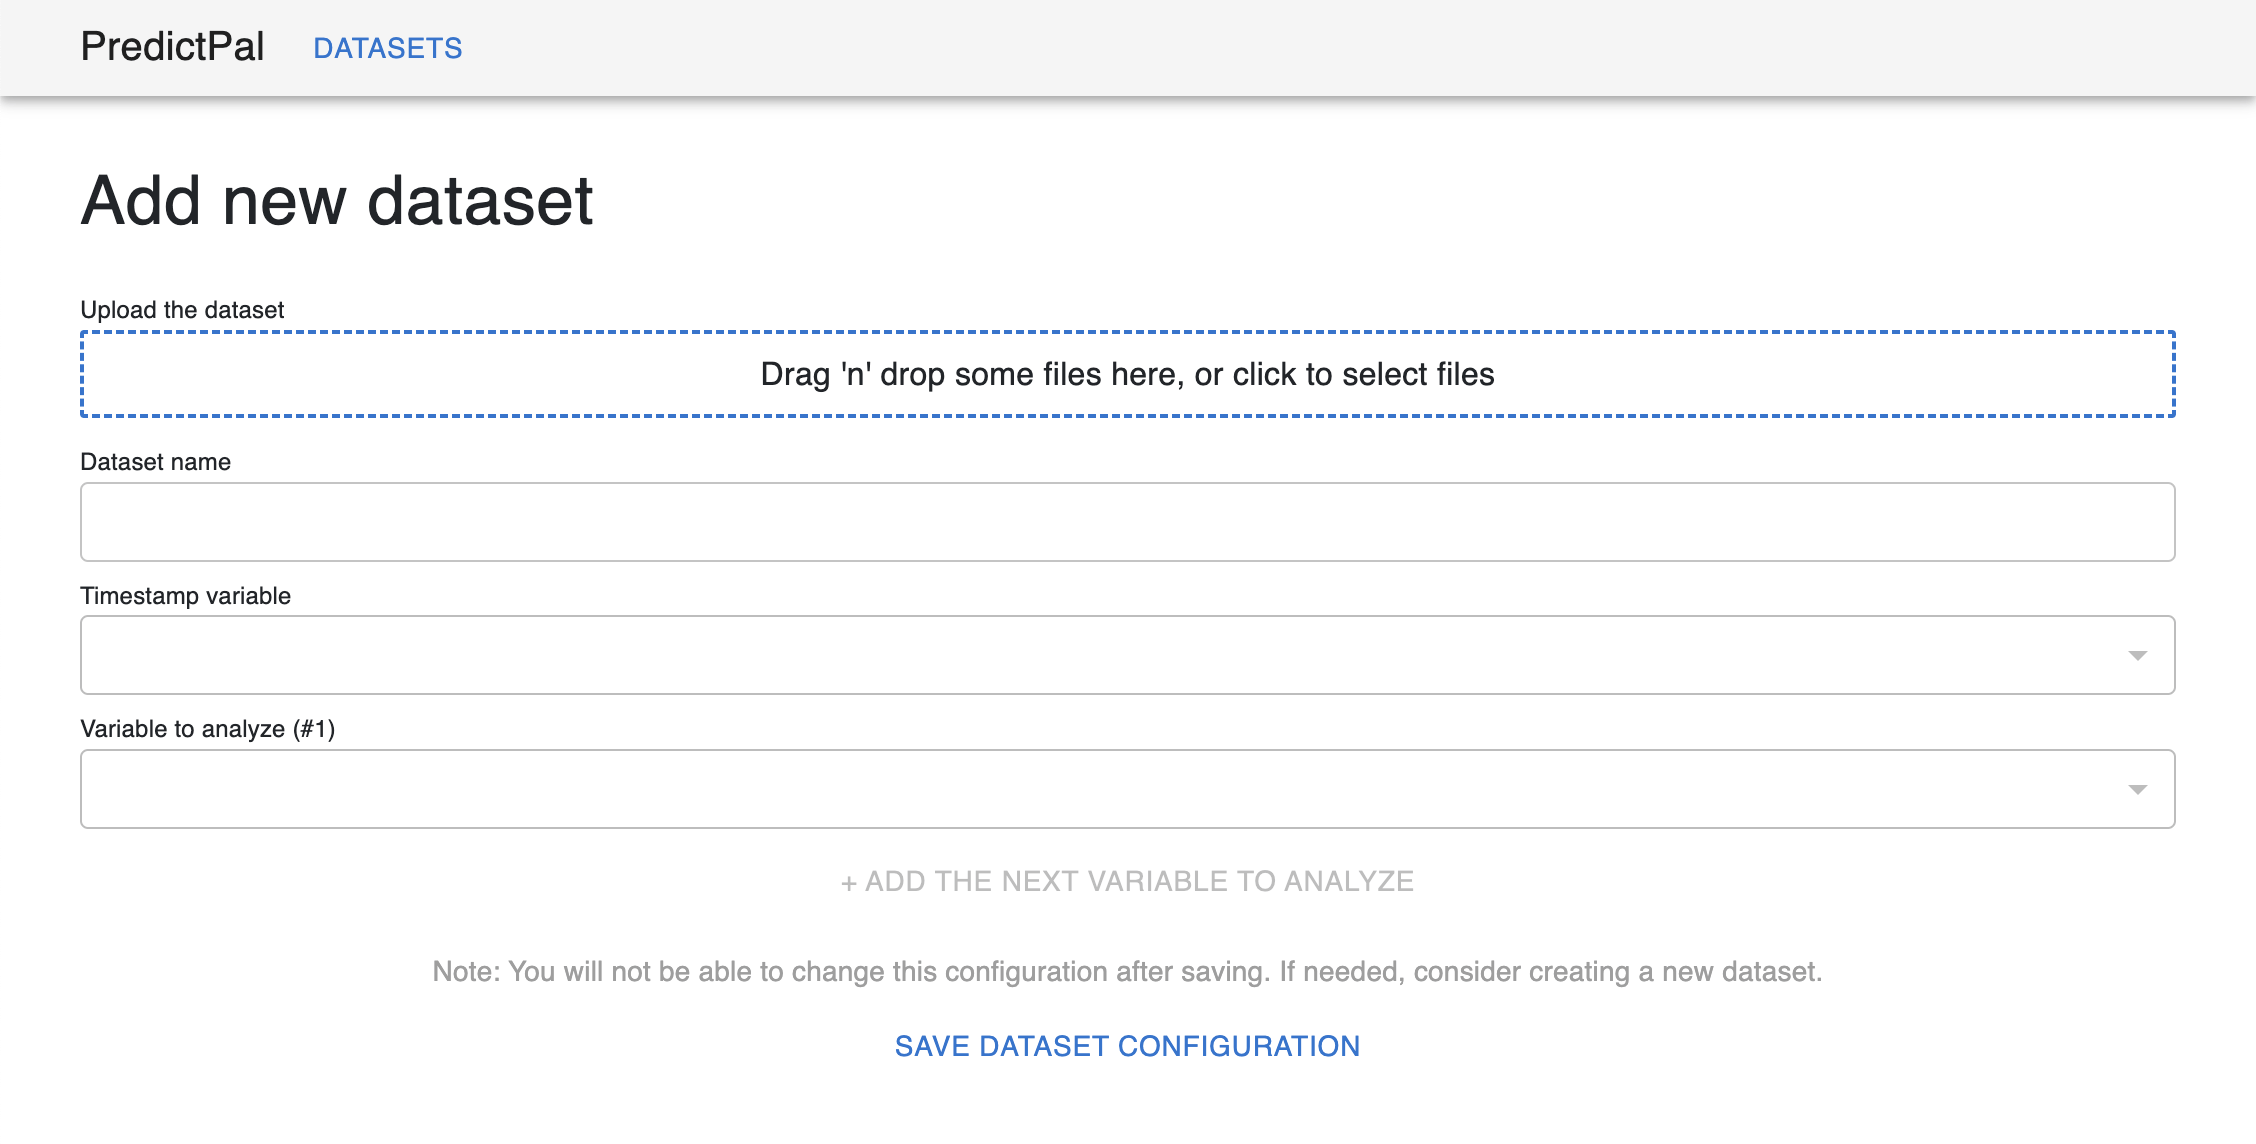 PredictPal DATASETS
Add new dataset
Upload the dataset
Drag 'n' drop some files here, or click to select files
Dataset name
Timestamp variable
Variable to analyze (#1)
+ ADD THE NEXT VARIABLE TO ANALYZE
Note: You will not be able to change this configuration after saving. If needed, consider creating a new dataset.
SAVE DATASET CONFIGURATION